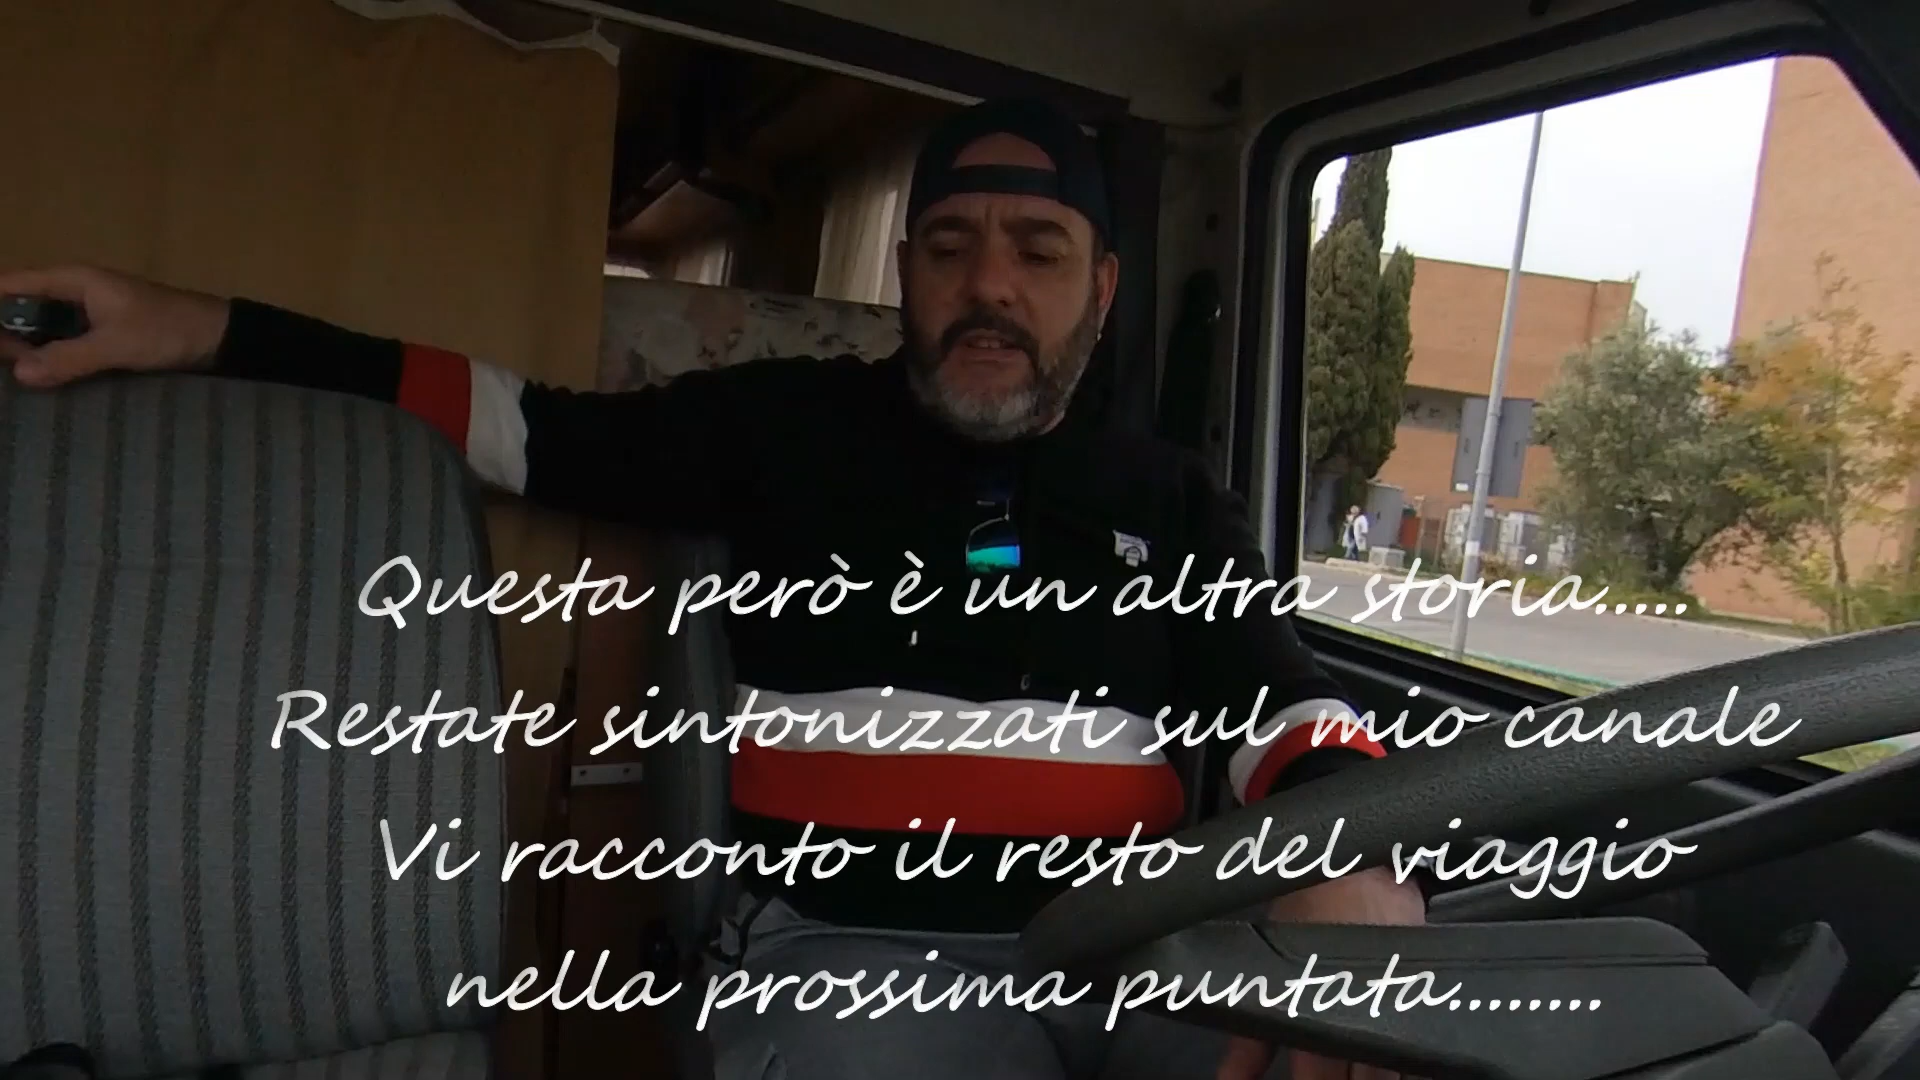 Questa però è un altra storia.....
Restate sintonizzati sul mio canale
Vi racconto il resto del viaggio
nella prossima puntata........